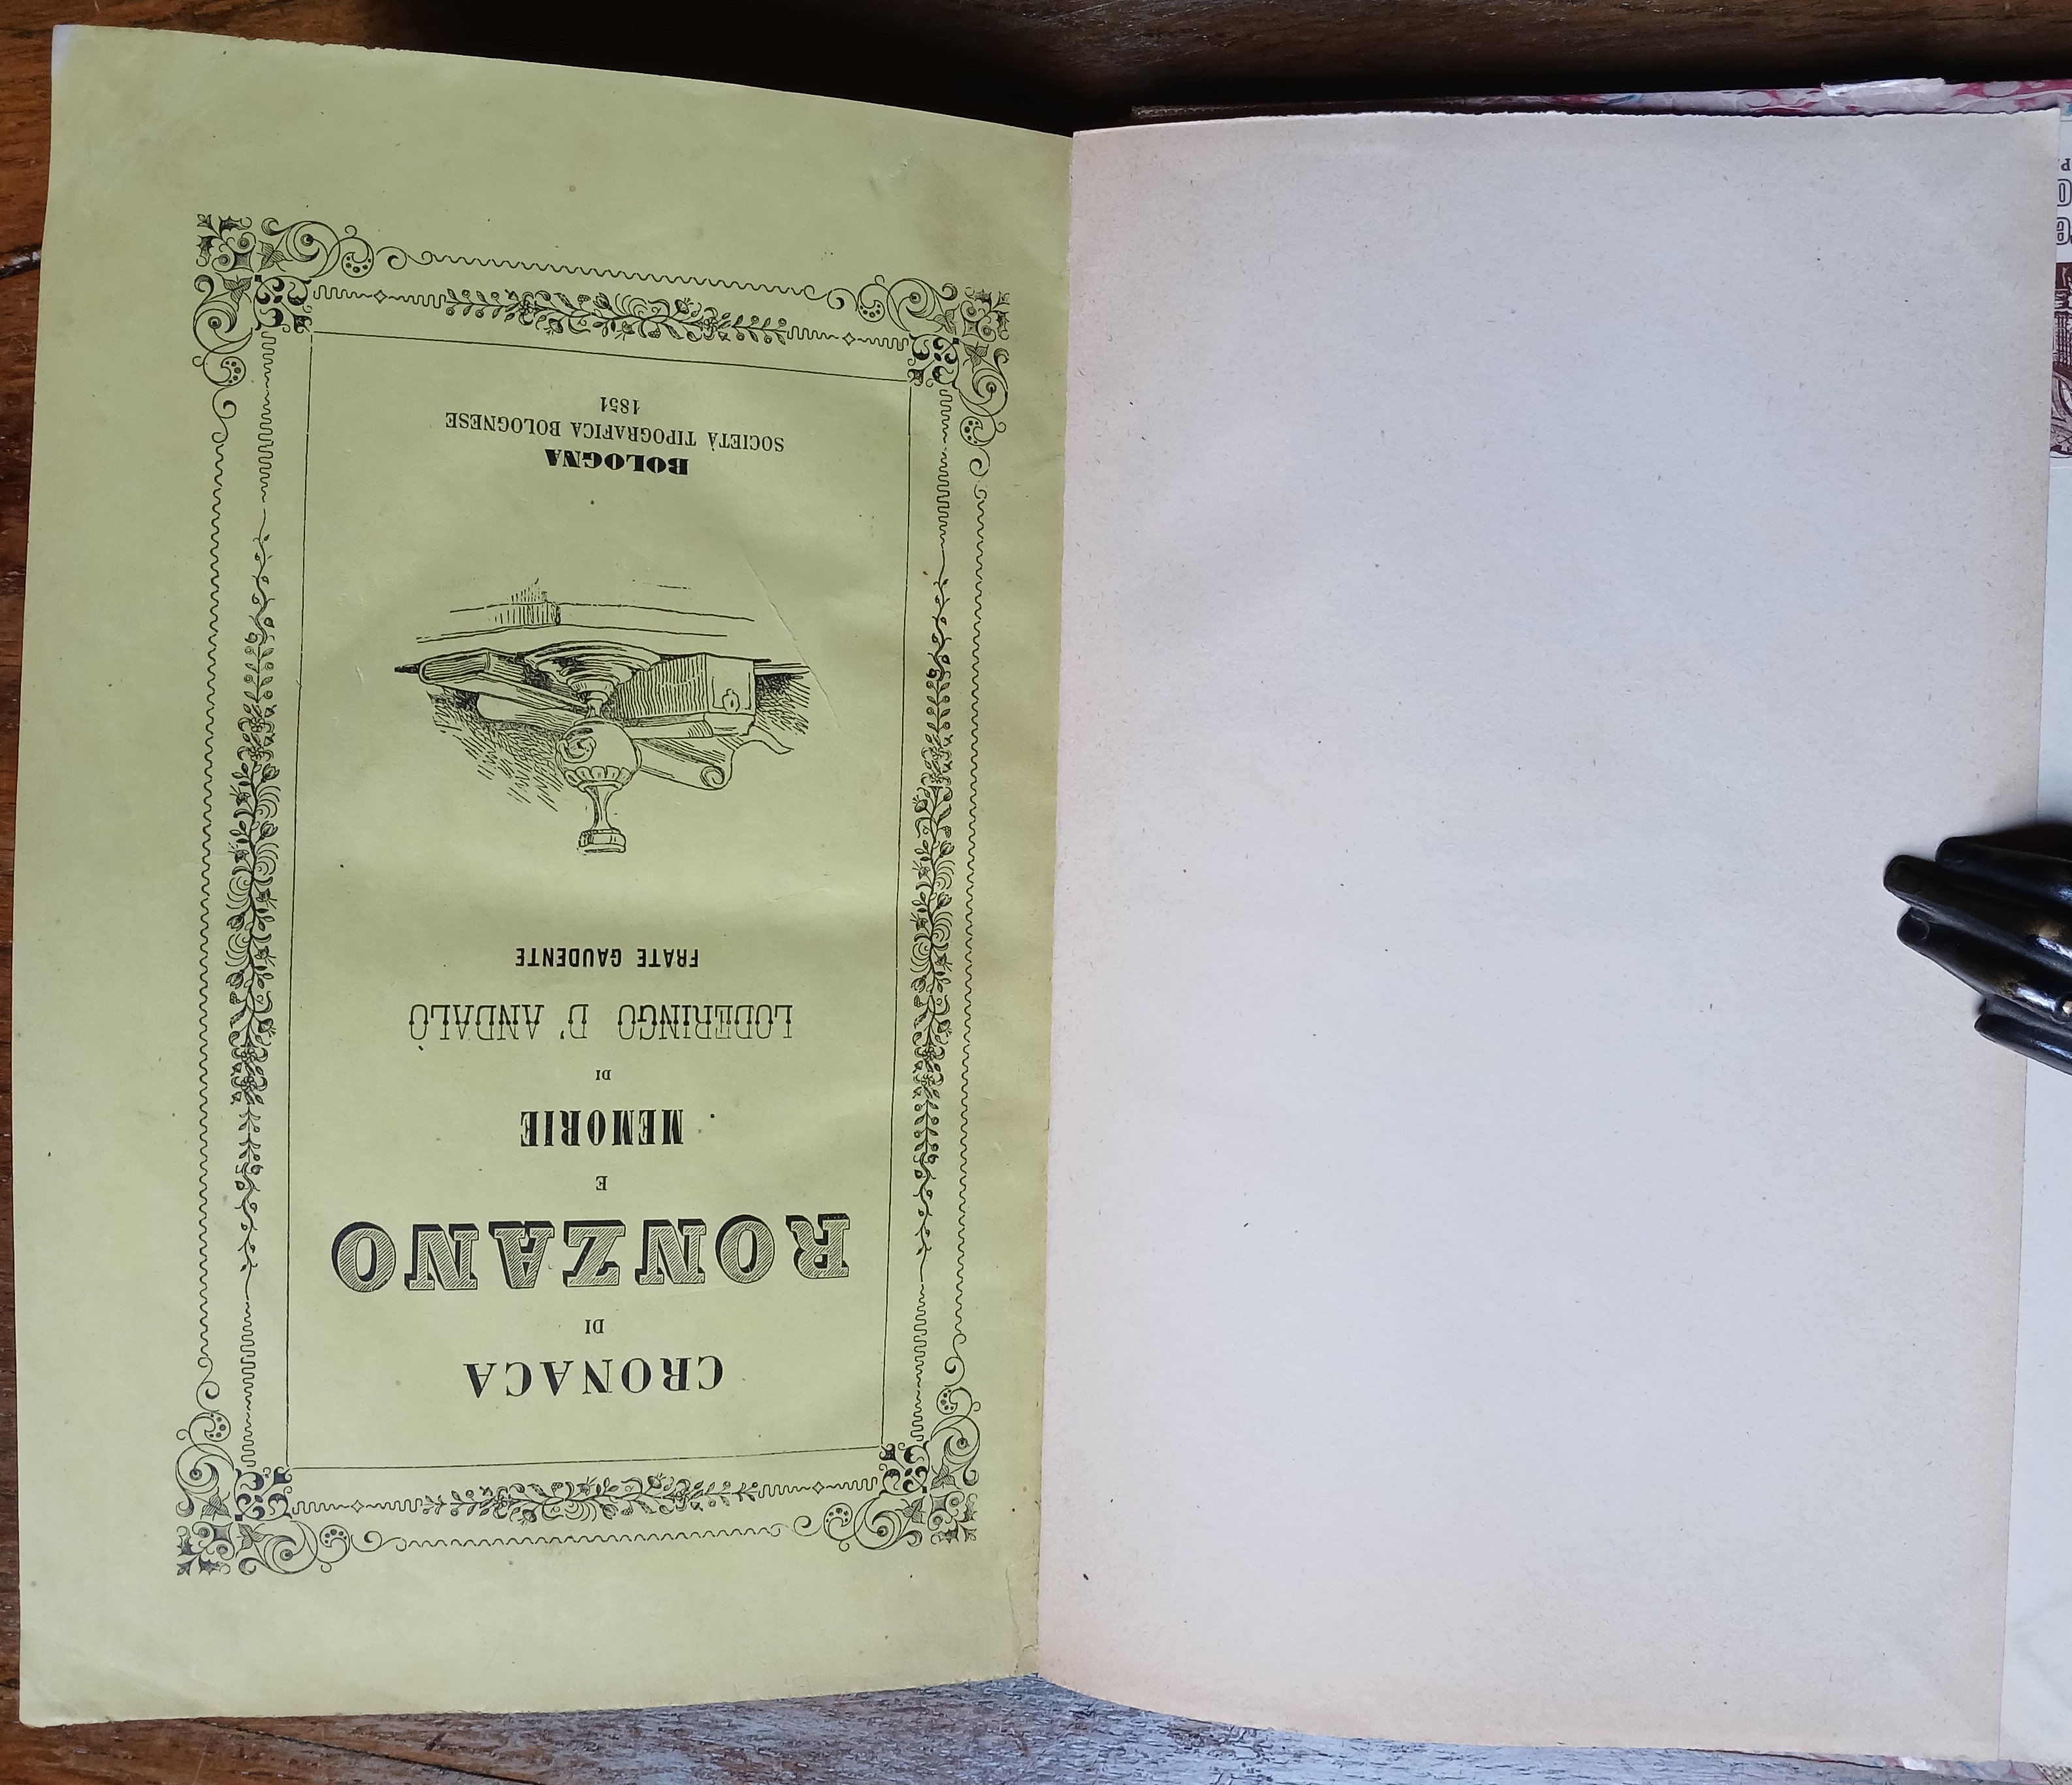 CRONACA
DI
RONZANO
E
MEMORIE
DI
LODERINGO D'ANDALÒ
FRATE GAUDENTE
BOLOGNA
SOCIETÀ TIPOGRAFICA BOLOGNESE
1851